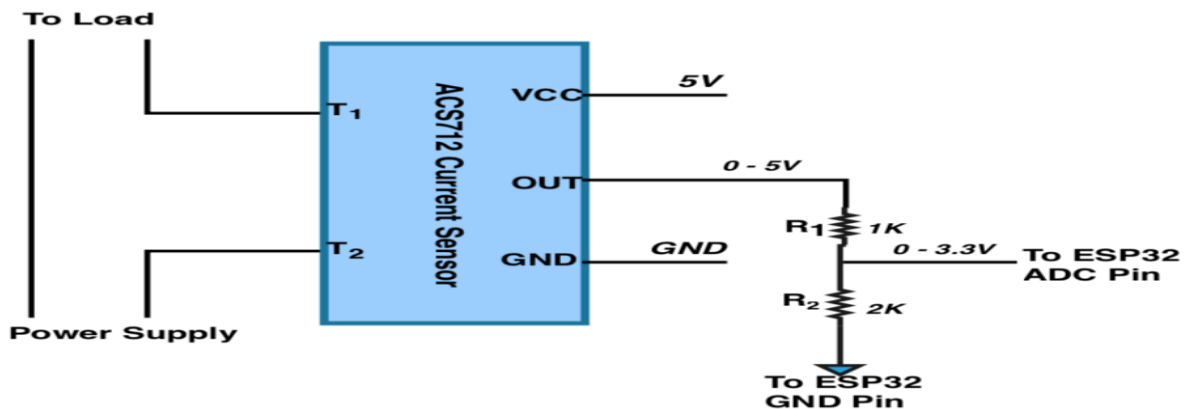 To Load
T1
T2
Power Supply
ACS712 Current Sensor
VCC
OUT
GND
5V
0 - 5V
GND
R1
1K
0 - 3.3V
To ESP32
ADC Pin
R2
2K
To ESP32
GND Pin